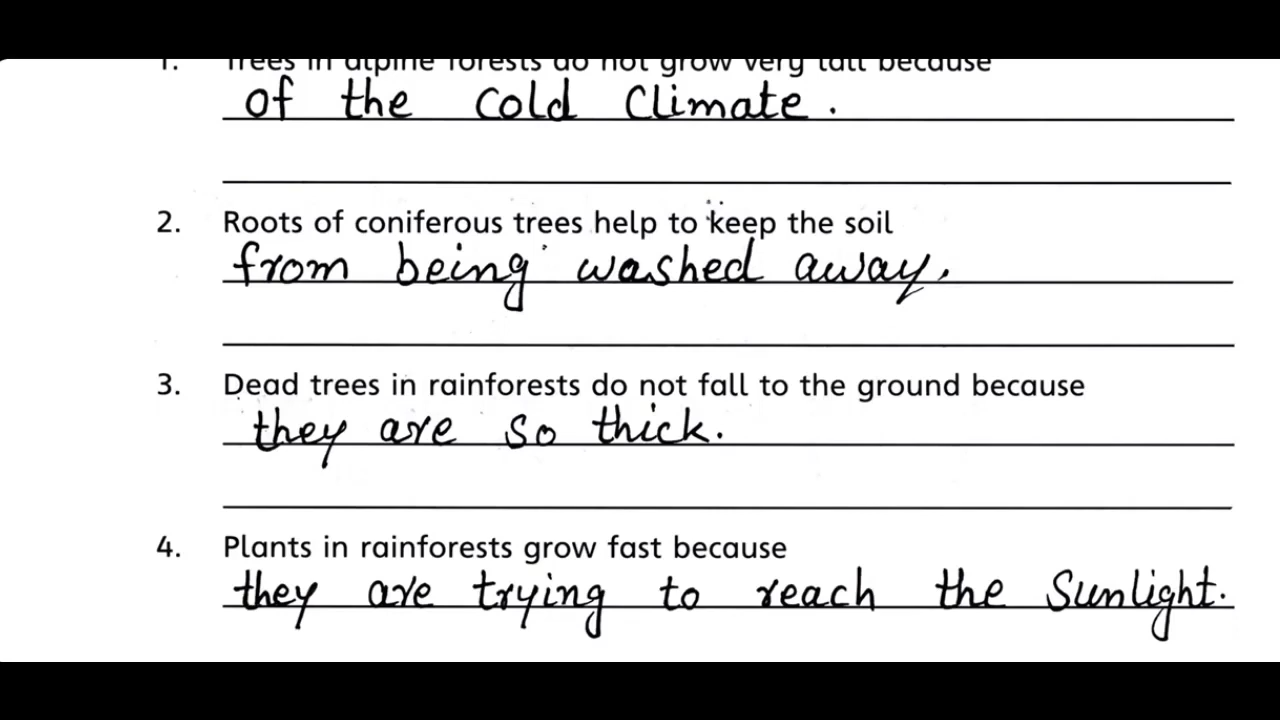 1. Trees in alpine forests do not grow very tall because
of the cold Climate.
2. Roots of coniferous trees help to keep the soil
from being washed away.
3. Dead trees in rainforests do not fall to the ground because
they are so thick.
4. Plants in rainforests grow fast because
they are trying to reach the Sunlight.